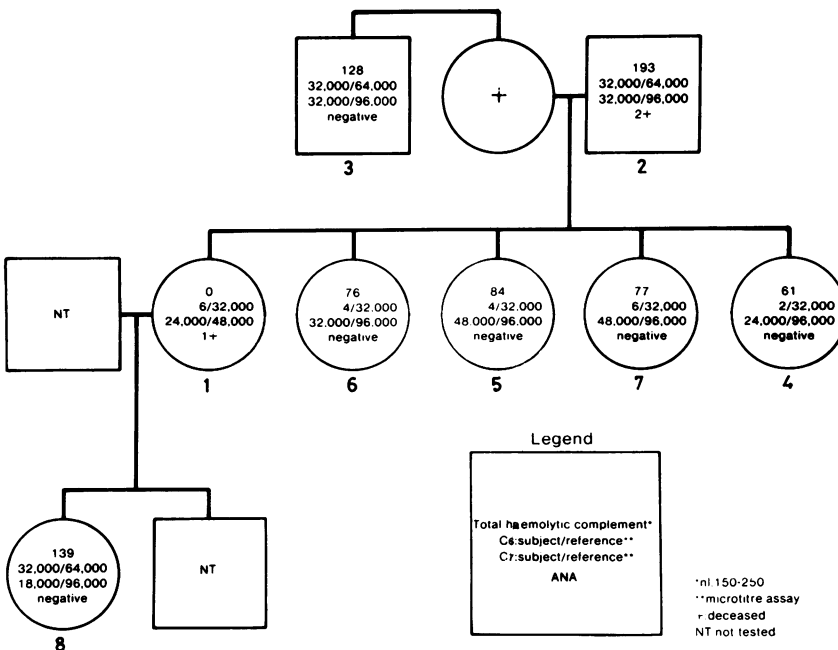 128
32,000/64,000
32,000/96,000
negative
3
+
193
32,000/64,000
32,000/96,000
2+
2
NT
0
6/32,000
24,000/48,000
1+
1
76
4/32.000
32.000/96.000
negative
6
84
4/32.000
48.000/96.000
negative
5
77
6/32,000
48,000/96,000
negative
7
61
2/32,000
24,000/96,000
negative
4
139
32,000/64,000
18,000/96,000
negative
8
NT
Legend
Total haemolytic complement*
C6:subject/reference**
C7:subject/reference**
ANA
*nl 150-250
**microtitre assay
+ deceased
NT not tested